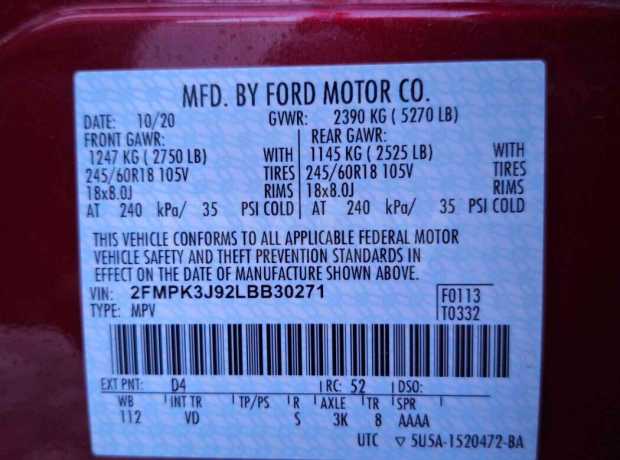 MFD. BY FORD MOTOR CO.
DATE: 10/20 GVWR: 2390 KG ( 5270 LB)
FRONT GAWR: REAR GAWR:
1247 KG ( 2750 LB) WITH 1145 KG ( 2525 LB) WITH
245/60R18 105V TIRES 245/60R18 105V TIRES
18x8.0J RIMS 18x8.0J RIMS
AT 240 kPa/ 35 PSI COLD AT 240 kPa/ 35 PSI COLD
THIS VEHICLE CONFORMS TO ALL APPLICABLE FEDERAL MOTOR
VEHICLE SAFETY AND THEFT PREVENTION STANDARDS IN
EFFECT ON THE DATE OF MANUFACTURE SHOWN ABOVE.
VIN: 2FMPK3J92LBB30271 F0113
TYPE: MPV T0332
EXT PNT: D4 RC: 52 DSO:
WB INT TR TP/PS R AXLE TR SPR
112 VD S 3K 8 AAAA
UTC ▽ 5U5A-1520472-BA